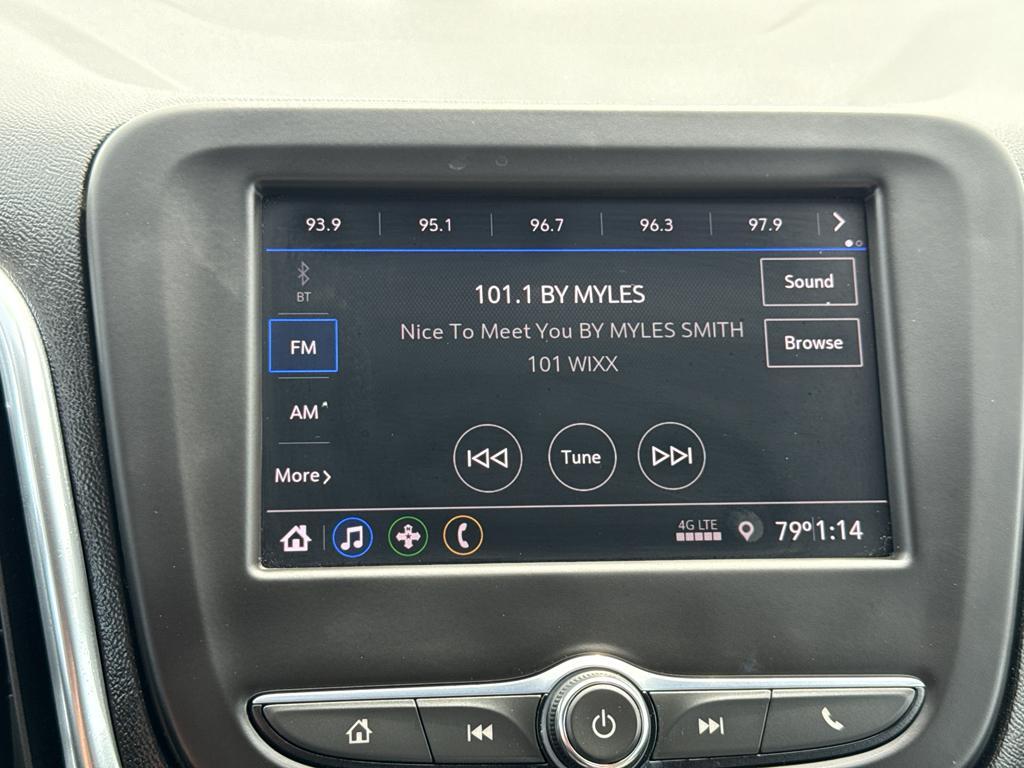 93.9 95.1 96.7 96.3 97.9
BT
FM
AM
More
101.1 BY MYLES
Nice To Meet You BY MYLES SMITH
101 WIXX
Sound
Browse
Tune
4G LTE
79° 1:14